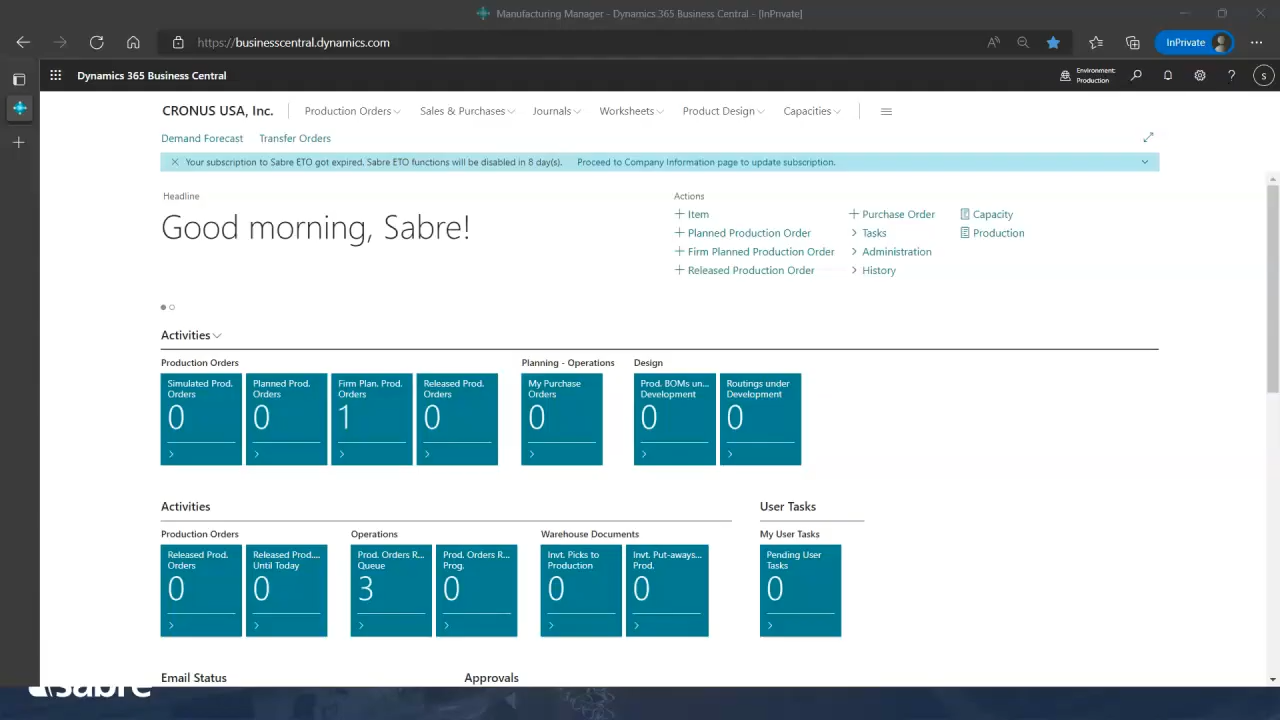 Manufacturing Manager - Dynamics 365 Business Central - [InPrivate]
https://businesscentral.dynamics.com
InPrivate
Dynamics 365 Business Central
Environment:
Production
?
S
CRONUS USA, Inc.
Production Orders
Sales & Purchases
Journals
Worksheets
Product Design
Capacities
Demand Forecast
Transfer Orders
Your subscription to Sabre ETO got expired, Sabre ETO functions will be disabled in 8 day(s).
Proceed to Company Information page to update subscription.
Headline
Good morning, Sabre!
Actions
Item
Planned Production Order
Firm Planned Production Order
Released Production Order
Purchase Order
Tasks
Administration
History
Capacity
Production
Activities
Production Orders
Simulated Prod.
Orders
0
Planned Prod.
Orders
0
Firm Plan. Prod.
Orders
1
Released Prod.
Orders
0
Planning - Operations
My Purchase
Orders
0
Design
Prod. BOMs un...
Development
0
Routings under
Development
0
Activities
Production Orders
Released Prod.
Orders
0
Released Prod....
Until Today
0
Operations
Prod. Orders R...
Queue
3
Prod. Orders R...
Prog.
0
Warehouse Documents
Invt. Picks to
Production
0
Invt. Put-aways...
Prod.
0
User Tasks
My User Tasks
Pending User
Tasks
0
Email Status
Approvals
sabre